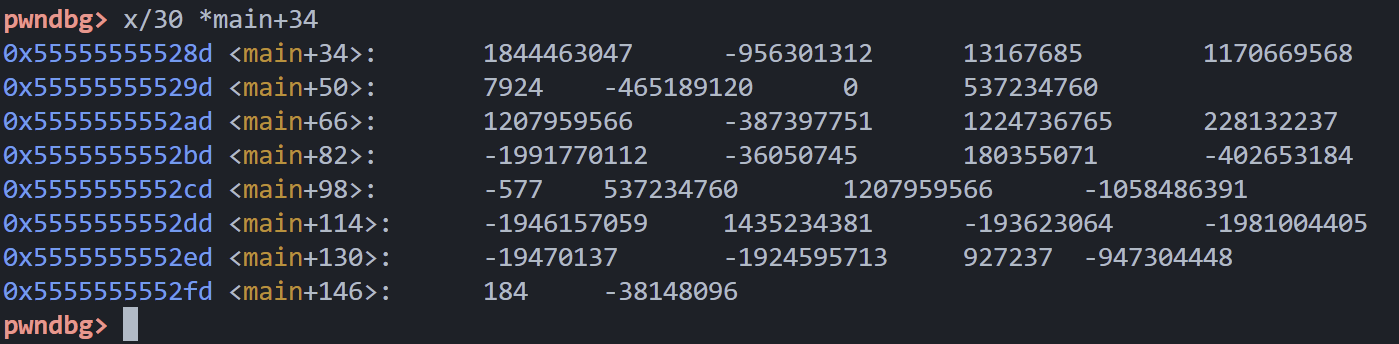 pwndbg> x/30 *main+34
0x55555555528d <main+34>: 1844463047 -956301312 13167685 1170669568
0x55555555529d <main+50>: 7924 -465189120 0 537234760
0x5555555552ad <main+66>: 1207959566 -387397751 1224736765 228132237
0x5555555552bd <main+82>: -1991770112 -36050745 180355071 -402653184
0x5555555552cd <main+98>: -577 537234760 1207959566 -1058486391
0x5555555552dd <main+114>: -1946157059 1435234381 -193623064 -1981004405
0x5555555552ed <main+130>: -19470137 -1924595713 927237 -947304448
0x5555555552fd <main+146>: 184 -38148096
pwndbg>